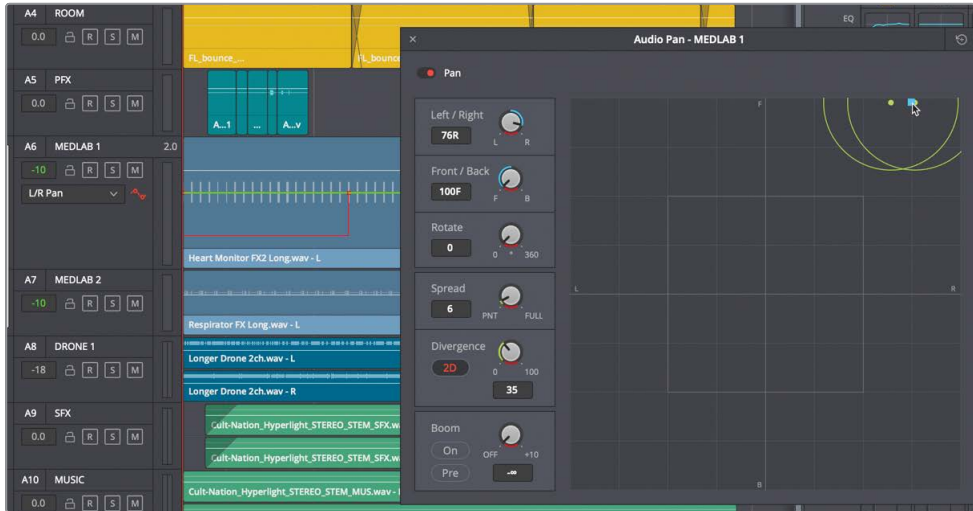 A4 ROOM
0.0 R S M
FL_bounce_...
FL_bounce
EQ
A5 PFX
0.0 R S M
A...1
...
A...v
A6 MEDLAB 1 2.0
-10 R S M
L/R Pan
Heart Monitor FX2 Long.wav - L
A7 MEDLAB 2
-10 R S M
Respirator FX Long.wav - L
A8 DRONE 1
-18 R S M
Longer Drone 2ch.wav - L
Longer Drone 2ch.wav - R
A9 SFX
0.0 R S M
Cult-Nation_Hyperlight_STEREO_STEM_SFX.w
Cult-Nation_Hyperlight_STEREO_STEM_SFX.w
A10 MUSIC
0.0 R S M
Cult-Nation_Hyperlight_STEREO_STEM_MUS.wav -
Audio Pan - MEDLAB 1
Pan
Left / Right
76R
L R
Front / Back
100F
F B
Rotate
0
0 ° 360
Spread
6
PNT FULL
Divergence
2D
0 100
35
Boom
On
OFF +10
Pre
-∞
F
L
R
B